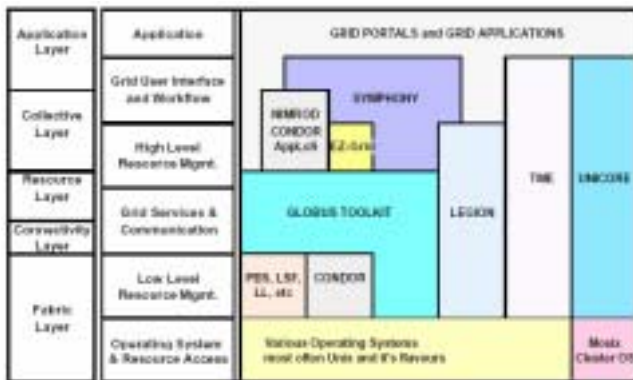 Application
Layer
Collective
Layer
Resource
Layer
Connectivity
Layer
Fabric
Layer
Application
Grid User Interface
and Workflow
High Level
Resource Mgmt.
Grid Services &
Communication
Low Level
Resource Mgmt.
Operating System
& Resource Access
GRID PORTALS and GRID APPLICATIONS
SYMPHONY
NIMROD
CONDOR
AppLeS
EZ-Grid
GLOBUS TOOLKIT
LEGION
TIME
UNICORE
PBS, LSF,
LL, etc
CONDOR
Various Operating Systems
most often Unix and it's flavours
Mosix
Cluster OS